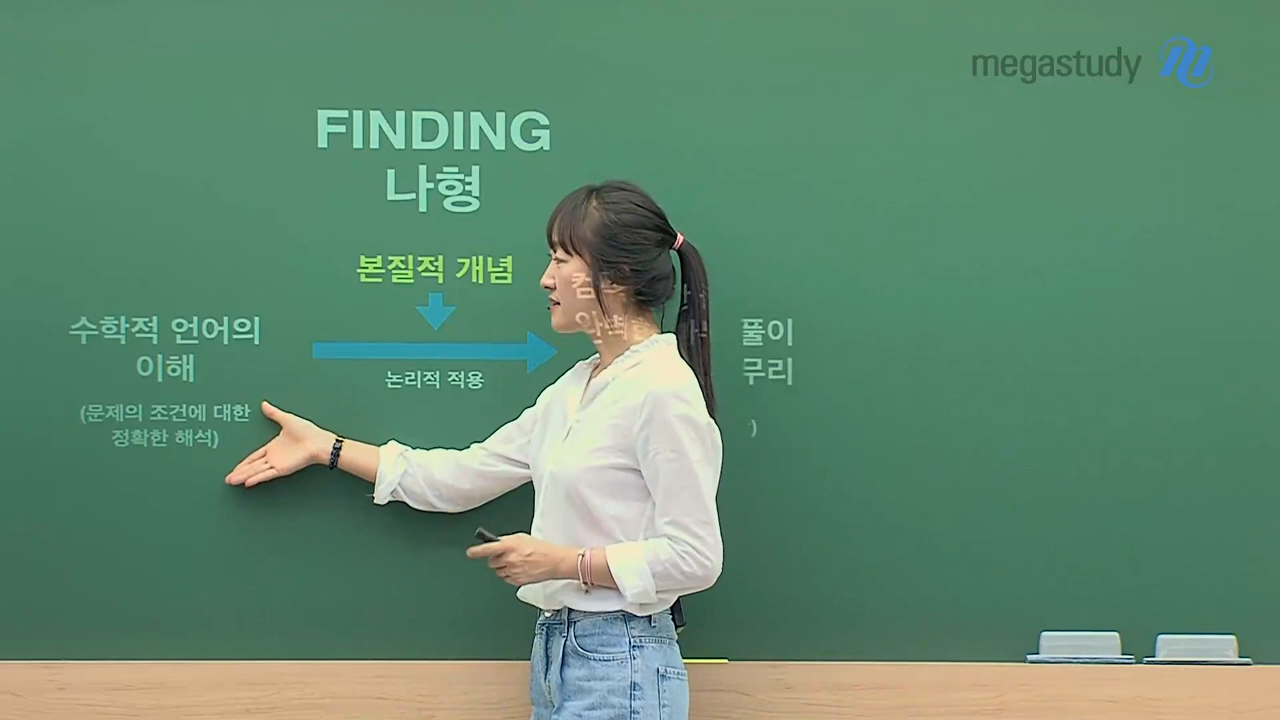 megastudy
FINDING
나형
본질적 개념
수학적 언어의
이해
논리적 적용
(문제의 조건에 대한
정확한 해석)
풀이
무리